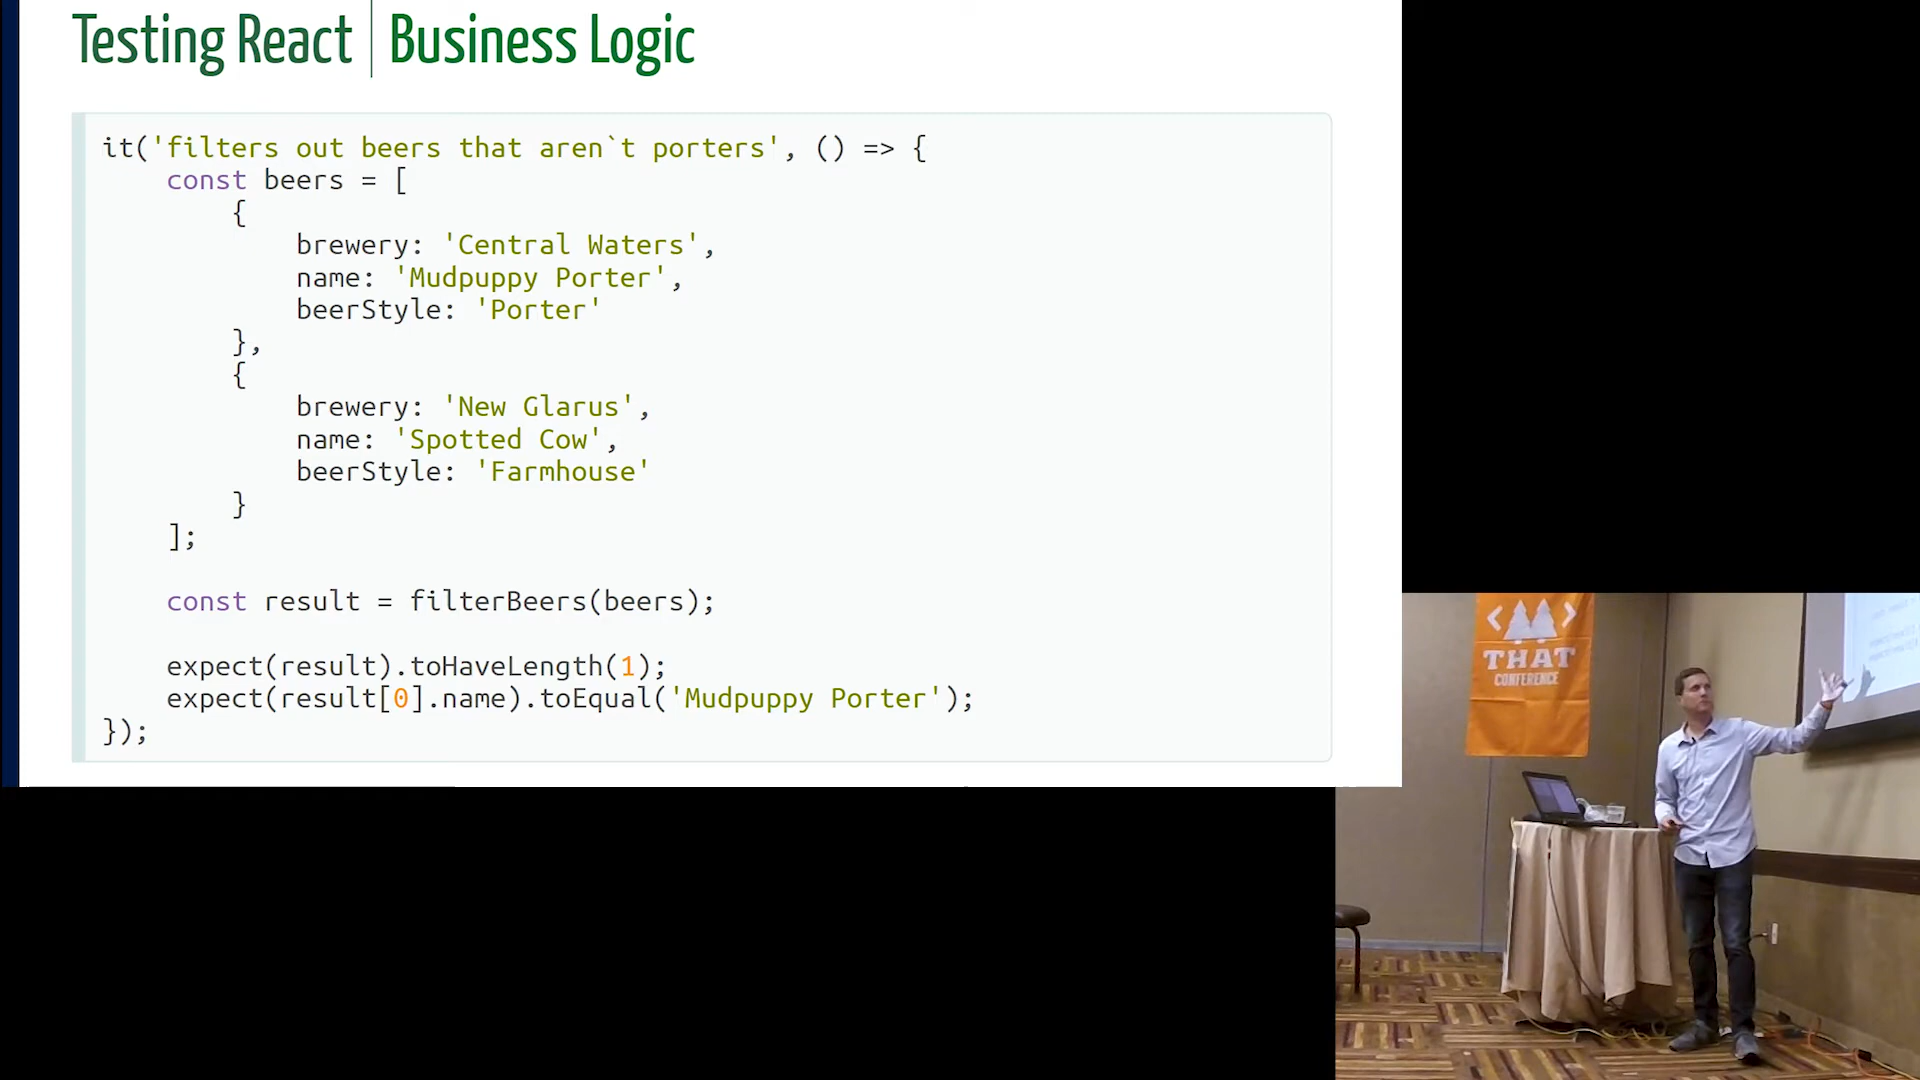 Testing React | Business Logic
it('filters out beers that aren`t porters', () => {
    const beers = [
        {
            brewery: 'Central Waters',
            name: 'Mudpuppy Porter',
            beerStyle: 'Porter'
        },
        {
            brewery: 'New Glarus',
            name: 'Spotted Cow',
            beerStyle: 'Farmhouse'
        }
    ];
    const result = filterBeers(beers);
    expect(result).toHaveLength(1);
    expect(result[0].name).toEqual('Mudpuppy Porter');
});
< >
THAT
CONFERENCE